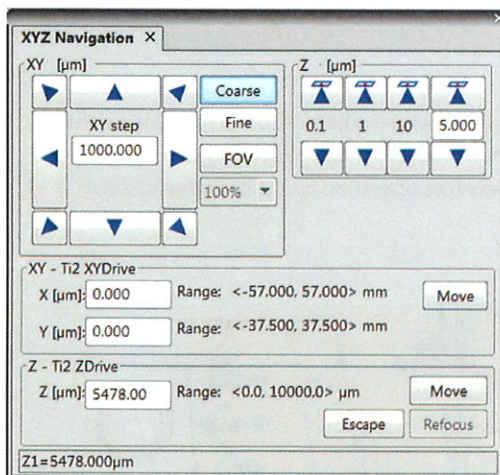 XYZ Navigation ×
XY [µm]
Coarse
XY step
1000.000
Fine
FOV
100%
Z [µm]
0.1 1 10 5.000
XY - Ti2 XYDrive
X [µm]: 0.000 Range: <-57.000, 57.000> mm Move
Y [µm]: 0.000 Range: <-37.500, 37.500> mm
Z - Ti2 ZDrive
Z [µm]: 5478.00 Range: <0.0, 10000.0> µm Move
Escape Refocus
Z1=5478.000µm